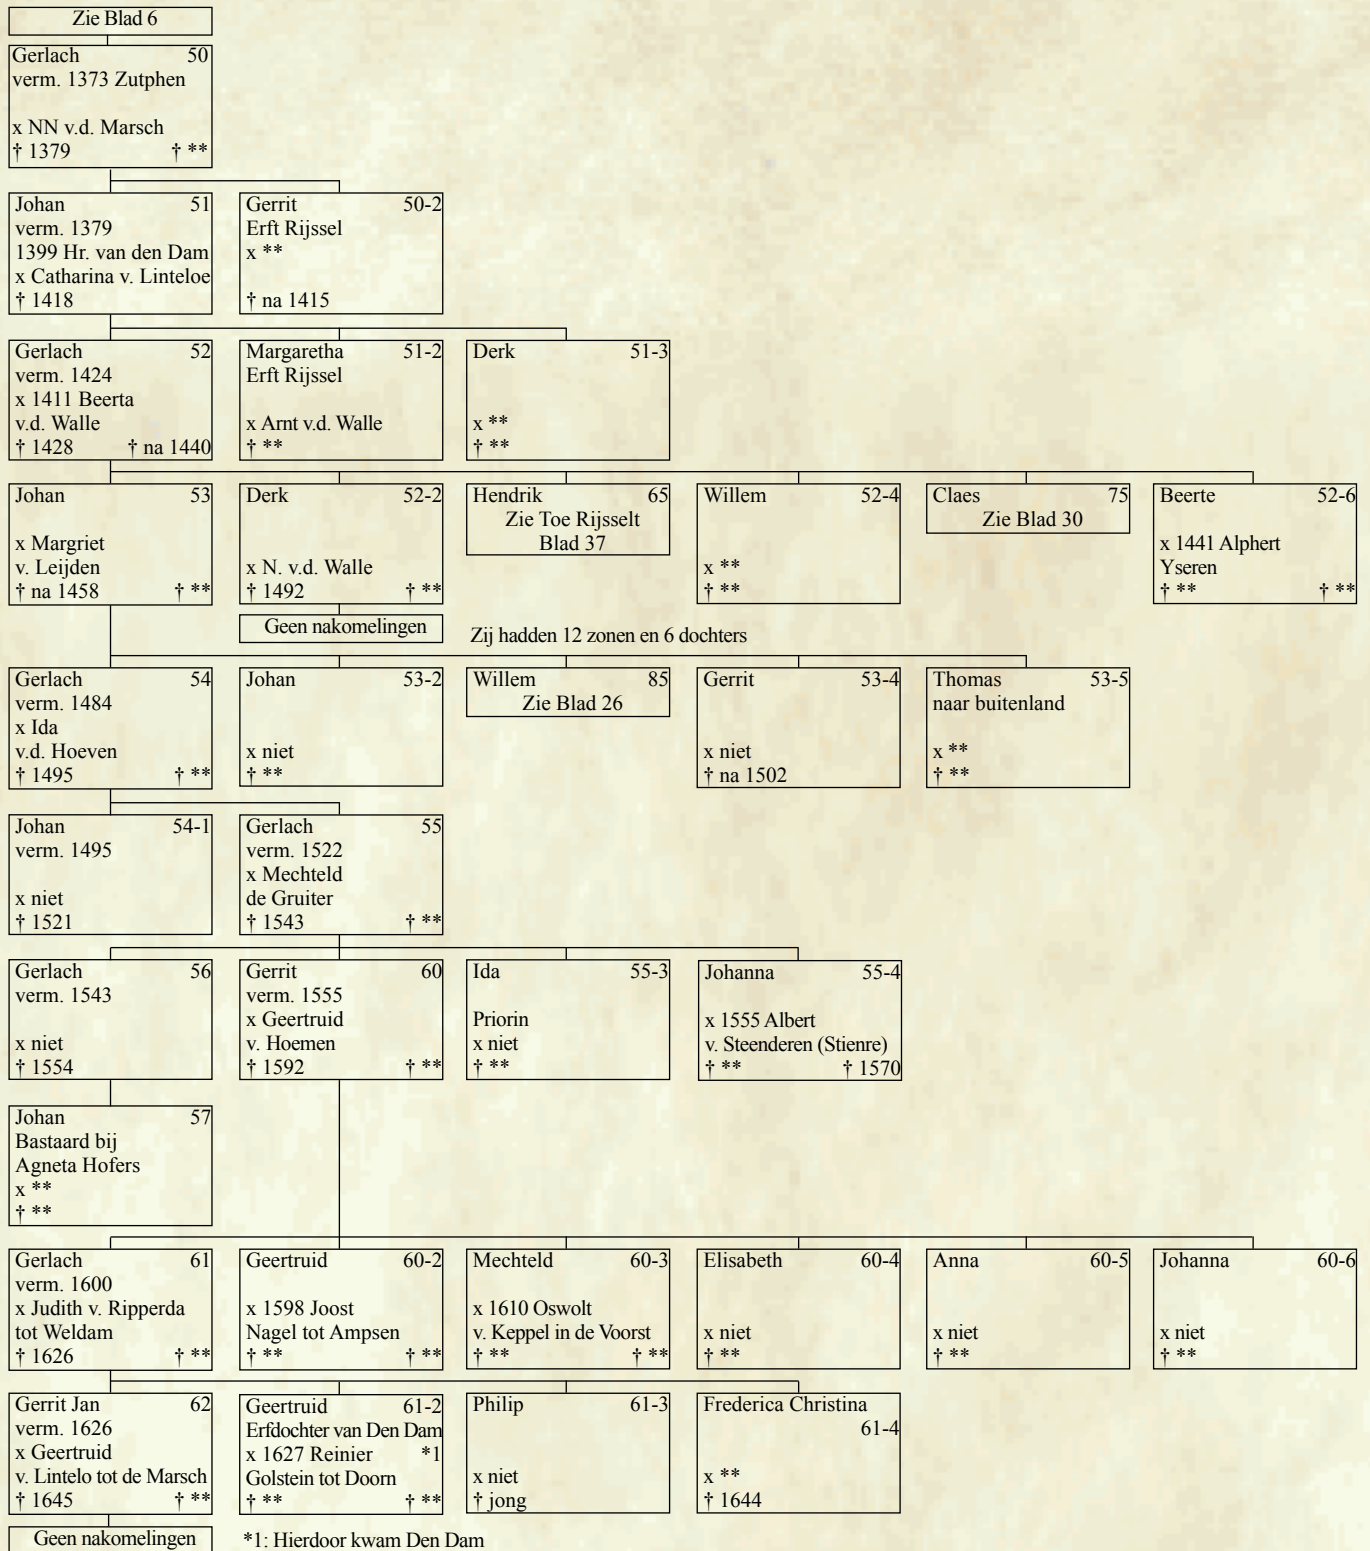 Zie Blad 6
Gerlach 50
verm. 1373 Zutphen
x NN v.d. Marsch
† 1379 † **
Johan 51
verm. 1379
1399 Hr. van den Dam
x Catharina v. Linteloe
† 1418
Gerrit 50-2
Erft Rijssel
x **
† na 1415
Gerlach 52
verm. 1424
x 1411 Beerta
v.d. Walle
† 1428 † na 1440
Margaretha 51-2
Erft Rijssel
x Arnt v.d. Walle
† **
Derk 51-3
x **
† **
Johan 53
x Margriet
v. Leijden
† na 1458 † **
Derk 52-2
x N. v.d. Walle
† 1492 † **
Geen nakomelingen
Hendrik 65
Zie Toe Rijsselt
Blad 37
Willem 52-4
x **
† **
Claes 75
Zie Blad 30
Beerte 52-6
x 1441 Alphert
Yseren
† ** † **
Zij hadden 12 zonen en 6 dochters
Gerlach 54
verm. 1484
x Ida
v.d. Hoeven
† 1495 † **
Johan 53-2
x niet
† **
Willem 85
Zie Blad 26
Gerrit 53-4
x niet
† na 1502
Thomas 53-5
naar buitenland
x **
† **
Johan 54-1
verm. 1495
x niet
† 1521
Gerlach 55
verm. 1522
x Mechteld
de Gruiter
† 1543 † **
Gerlach 56
verm. 1543
x niet
† 1554
Gerrit 60
verm. 1555
x Geertruid
v. Hoemen
† 1592 † **
Ida 55-3
Priorin
x niet
† **
Johanna 55-4
x 1555 Albert
v. Steenderen (Stienre)
† ** † 1570
Johan 57
Bastaard bij
Agneta Hofers
x **
† **
Gerlach 61
verm. 1600
x Judith v. Ripperda
tot Weldam
† 1626 † **
Geertruid 60-2
x 1598 Joost
Nagel tot Ampsen
† ** † **
Mechteld 60-3
x 1610 Oswolt
v. Keppel in de Voorst
† ** † **
Elisabeth 60-4
x niet
† **
Anna 60-5
x niet
† **
Johanna 60-6
x niet
† **
Gerrit Jan 62
verm. 1626
x Geertruid
v. Lintelo tot de Marsch
† 1645 † **
Geertruid 61-2
Erfdochter van Den Dam
x 1627 Reinier *1
Golstein tot Doorn
† ** † **
Philip 61-3
x niet
† jong
Frederica Christina
61-4
x **
† 1644
Geen nakomelingen
*1: Hierdoor kwam Den Dam